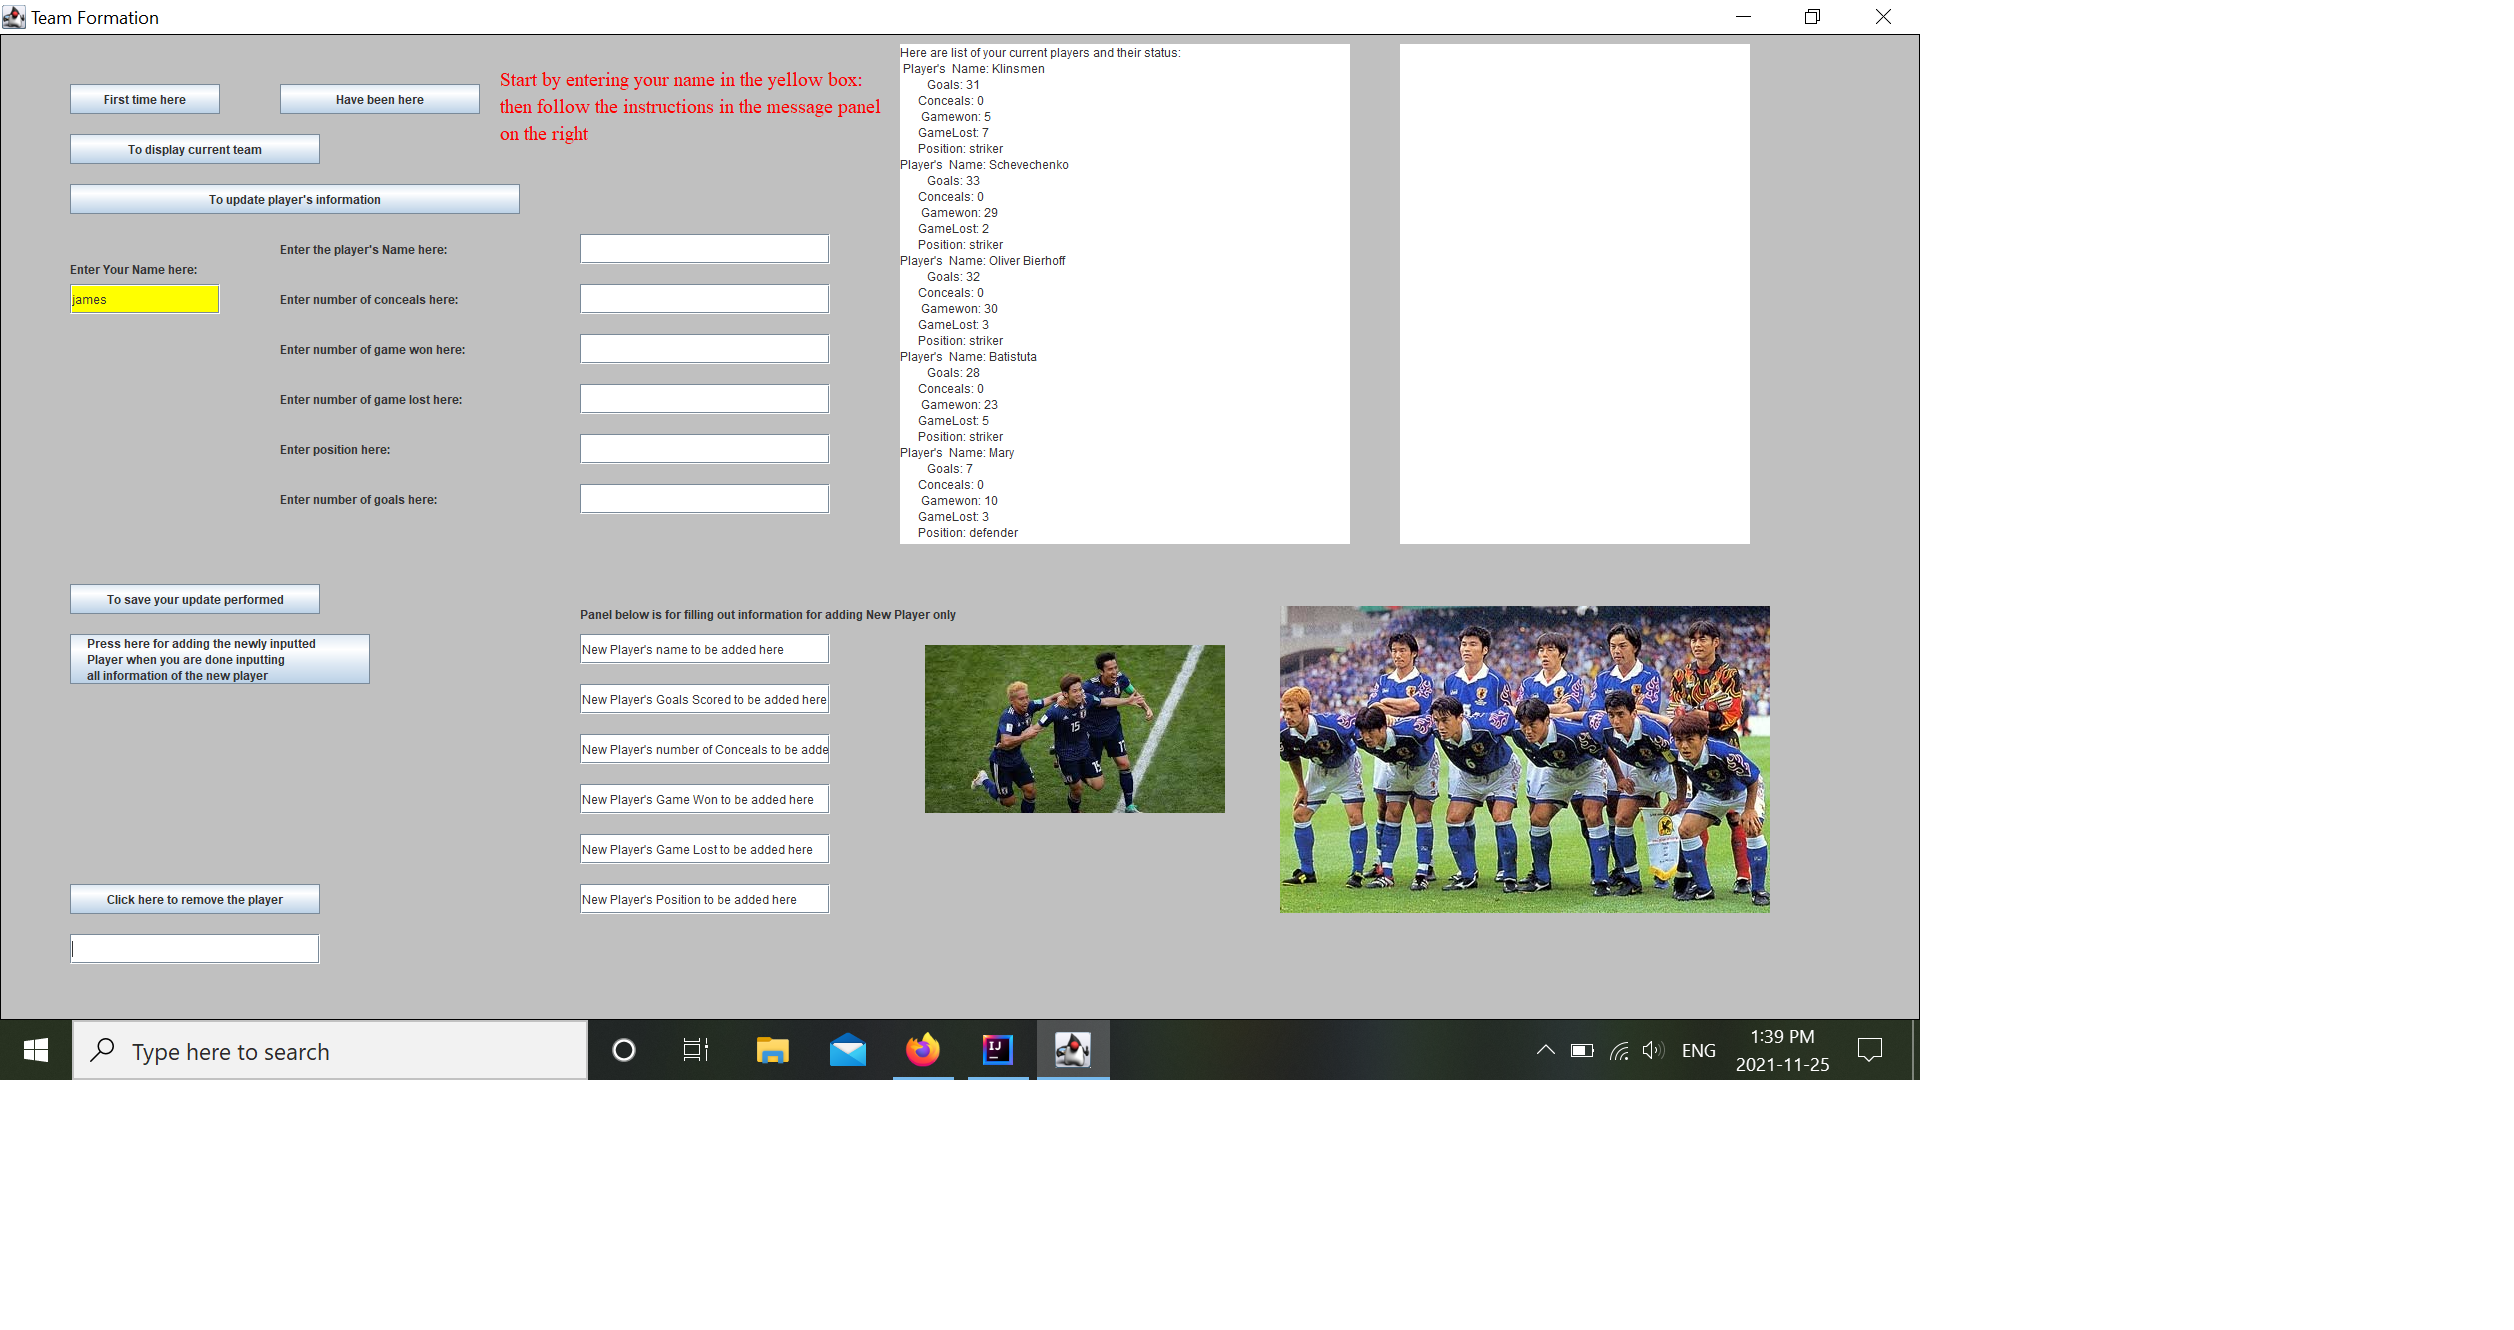 Team Formation
First time here
Have been here
Start by entering your name in the yellow box:
then follow the instructions in the message panel
on the right
To display current team
To update player's information
Enter Your Name here:
james
Enter the player's Name here:
Enter number of conceals here:
Enter number of game won here:
Enter number of game lost here:
Enter position here:
Enter number of goals here:
Here are list of your current players and their status:
Player's Name: Klinsmen
Goals: 31
Conceals: 0
Gamewon: 5
GameLost: 7
Position: striker
Player's Name: Schevechenko
Goals: 33
Conceals: 0
Gamewon: 29
GameLost: 2
Position: striker
Player's Name: Oliver Bierhoff
Goals: 32
Conceals: 0
Gamewon: 30
GameLost: 3
Position: striker
Player's Name: Batistuta
Goals: 28
Conceals: 0
Gamewon: 23
GameLost: 5
Position: striker
Player's Name: Mary
Goals: 7
Conceals: 0
Gamewon: 10
GameLost: 3
Position: defender
To save your update performed
Press here for adding the newly inputted
Player when you are done inputting
all information of the new player
Click here to remove the player
Panel below is for filling out information for adding New Player only
New Player's name to be added here
New Player's Goals Scored to be added here
New Player's number of Conceals to be adde
New Player's Game Won to be added here
New Player's Game Lost to be added here
New Player's Position to be added here
15
15
6
Type here to search
IJ
ENG
1:39 PM
2021-11-25